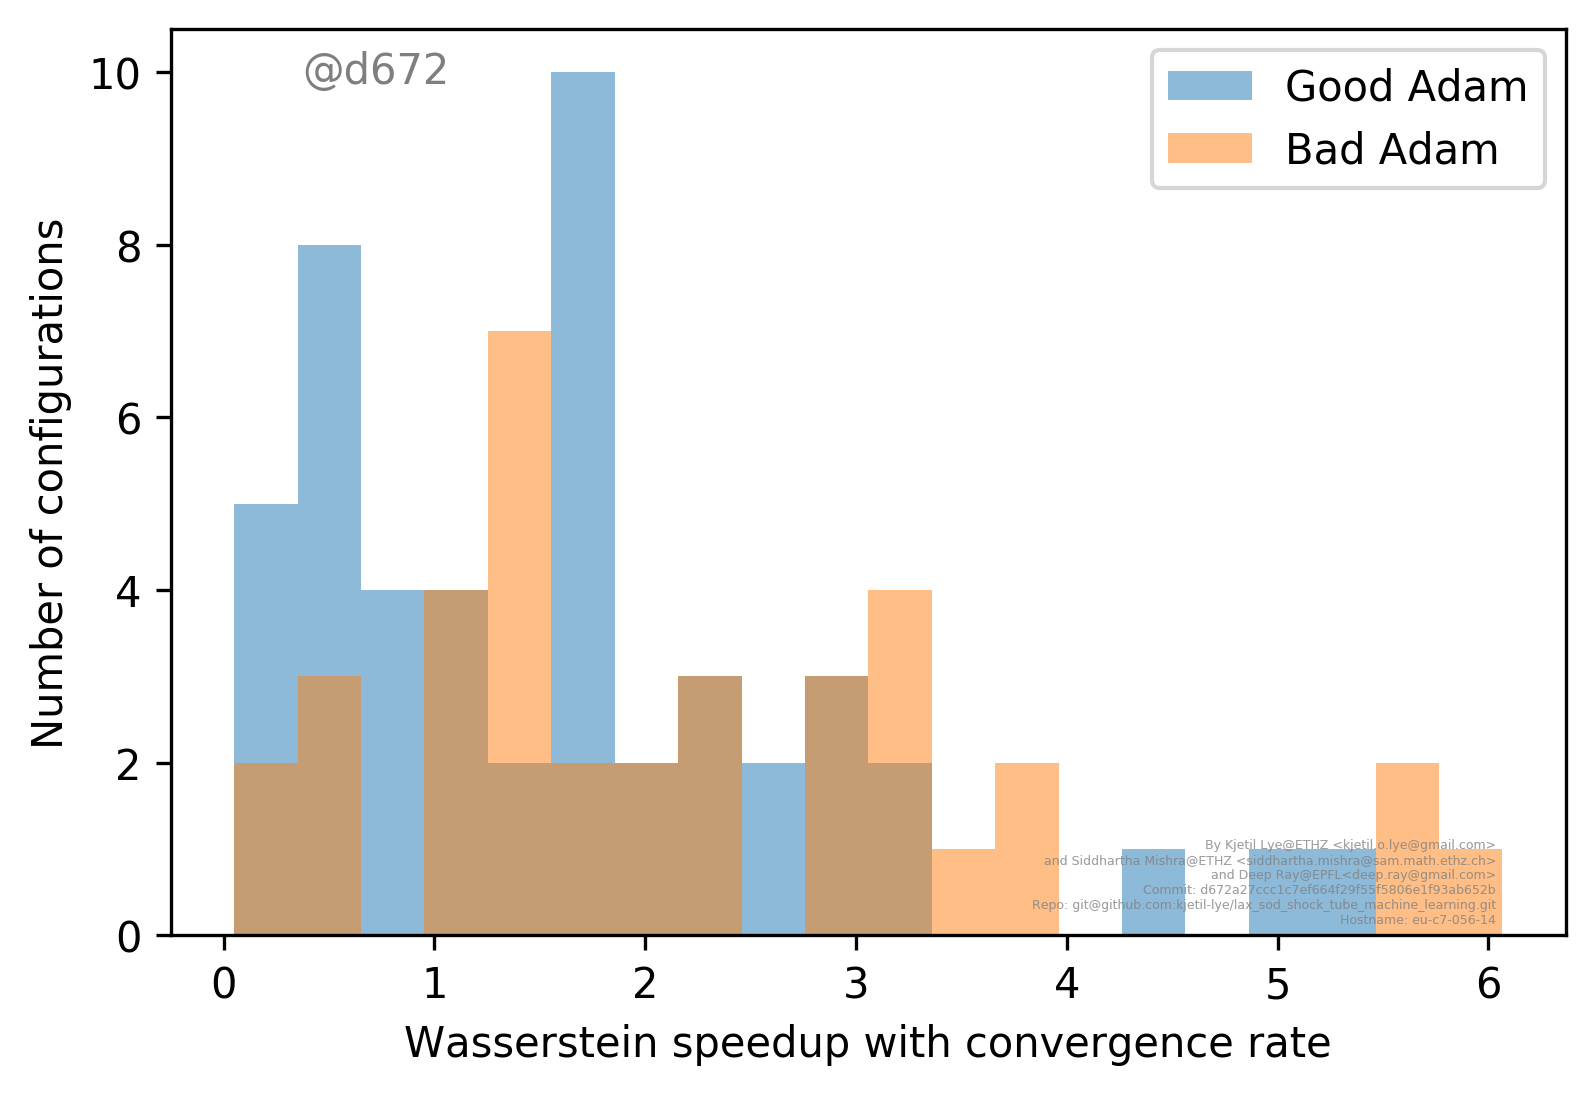 @d672
Good Adam
Bad Adam
Number of configurations
10
8
6
4
2
0
By Kjetil Lye@ETHZ <kjetil.o.lye@gmail.com>
and Siddhartha Mishra@ETHZ <siddhartha.mishra@sam.math.ethz.ch>
and Deep Ray@EPFL<deep.ray@gmail.com>
Commit: d672a27ccc1c7ef664f29f55f5806e1f93ab652b
Repo: git@github.com:kjetil-lye/lax_sod_shock_tube_machine_learning.git
Hostname: eu-c7-056-14
0 1 2 3 4 5 6
Wasserstein speedup with convergence rate